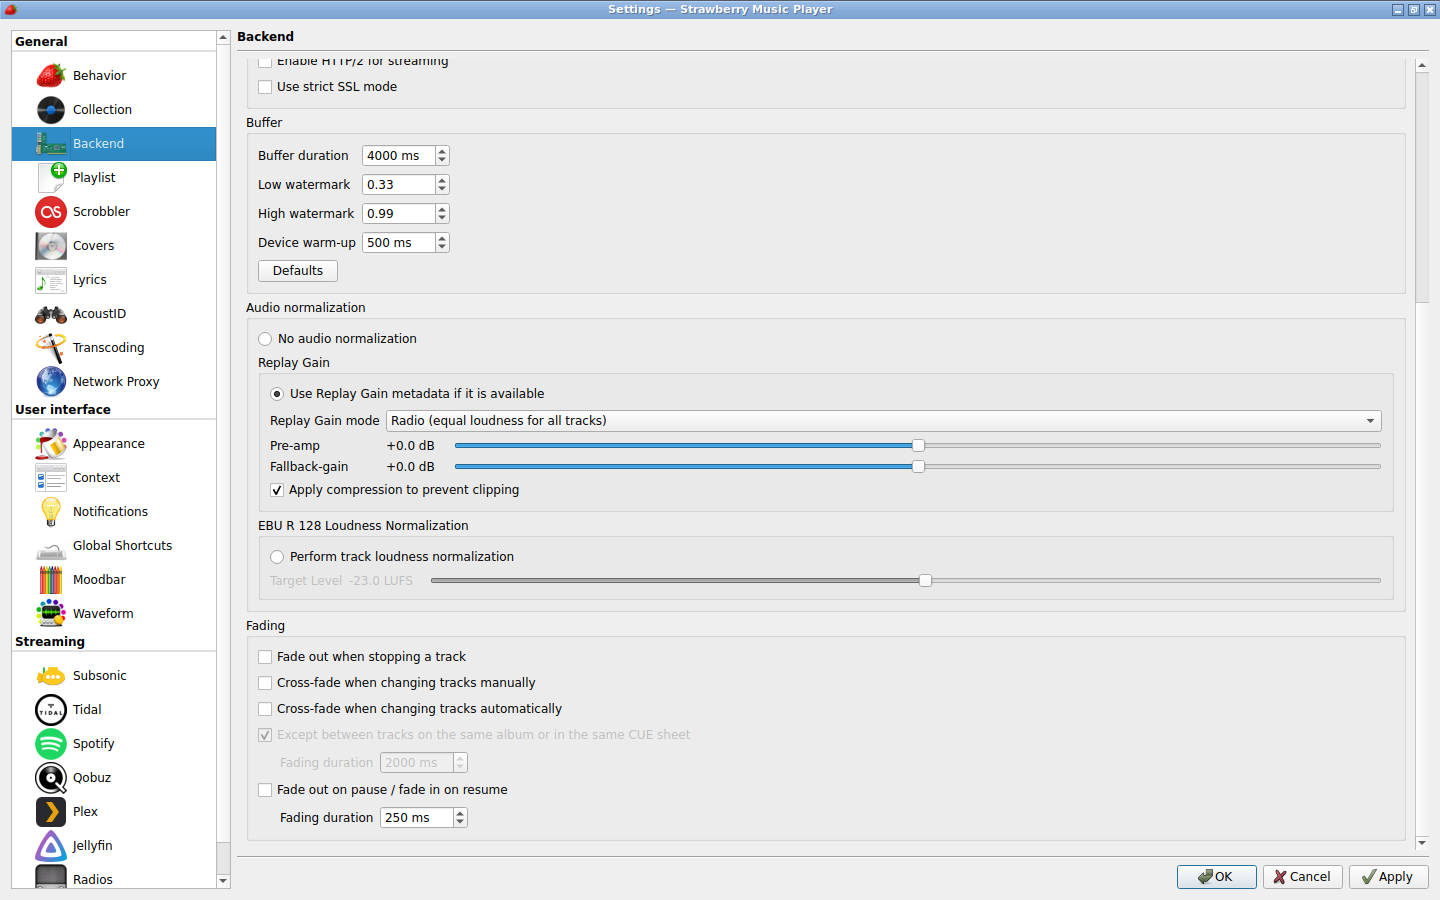 Settings — Strawberry Music Player
General
Behavior
Collection
Backend
Playlist
Scrobbler
Covers
Lyrics
AcoustID
Transcoding
Network Proxy
User interface
Appearance
Context
Notifications
Global Shortcuts
Moodbar
Waveform
Streaming
Subsonic
TIDAL
Tidal
Spotify
Qobuz
Plex
Jellyfin
Radios
Backend
Enable HTTP/2 for streaming
Use strict SSL mode
Buffer
Buffer duration 4000 ms
Low watermark 0.33
High watermark 0.99
Device warm-up 500 ms
Defaults
Audio normalization
No audio normalization
Replay Gain
Use Replay Gain metadata if it is available
Replay Gain mode Radio (equal loudness for all tracks)
Pre-amp +0.0 dB
Fallback-gain +0.0 dB
Apply compression to prevent clipping
EBU R 128 Loudness Normalization
Perform track loudness normalization
Target Level -23.0 LUFS
Fading
Fade out when stopping a track
Cross-fade when changing tracks manually
Cross-fade when changing tracks automatically
Except between tracks on the same album or in the same CUE sheet
Fading duration 2000 ms
Fade out on pause / fade in on resume
Fading duration 250 ms
OK Cancel Apply